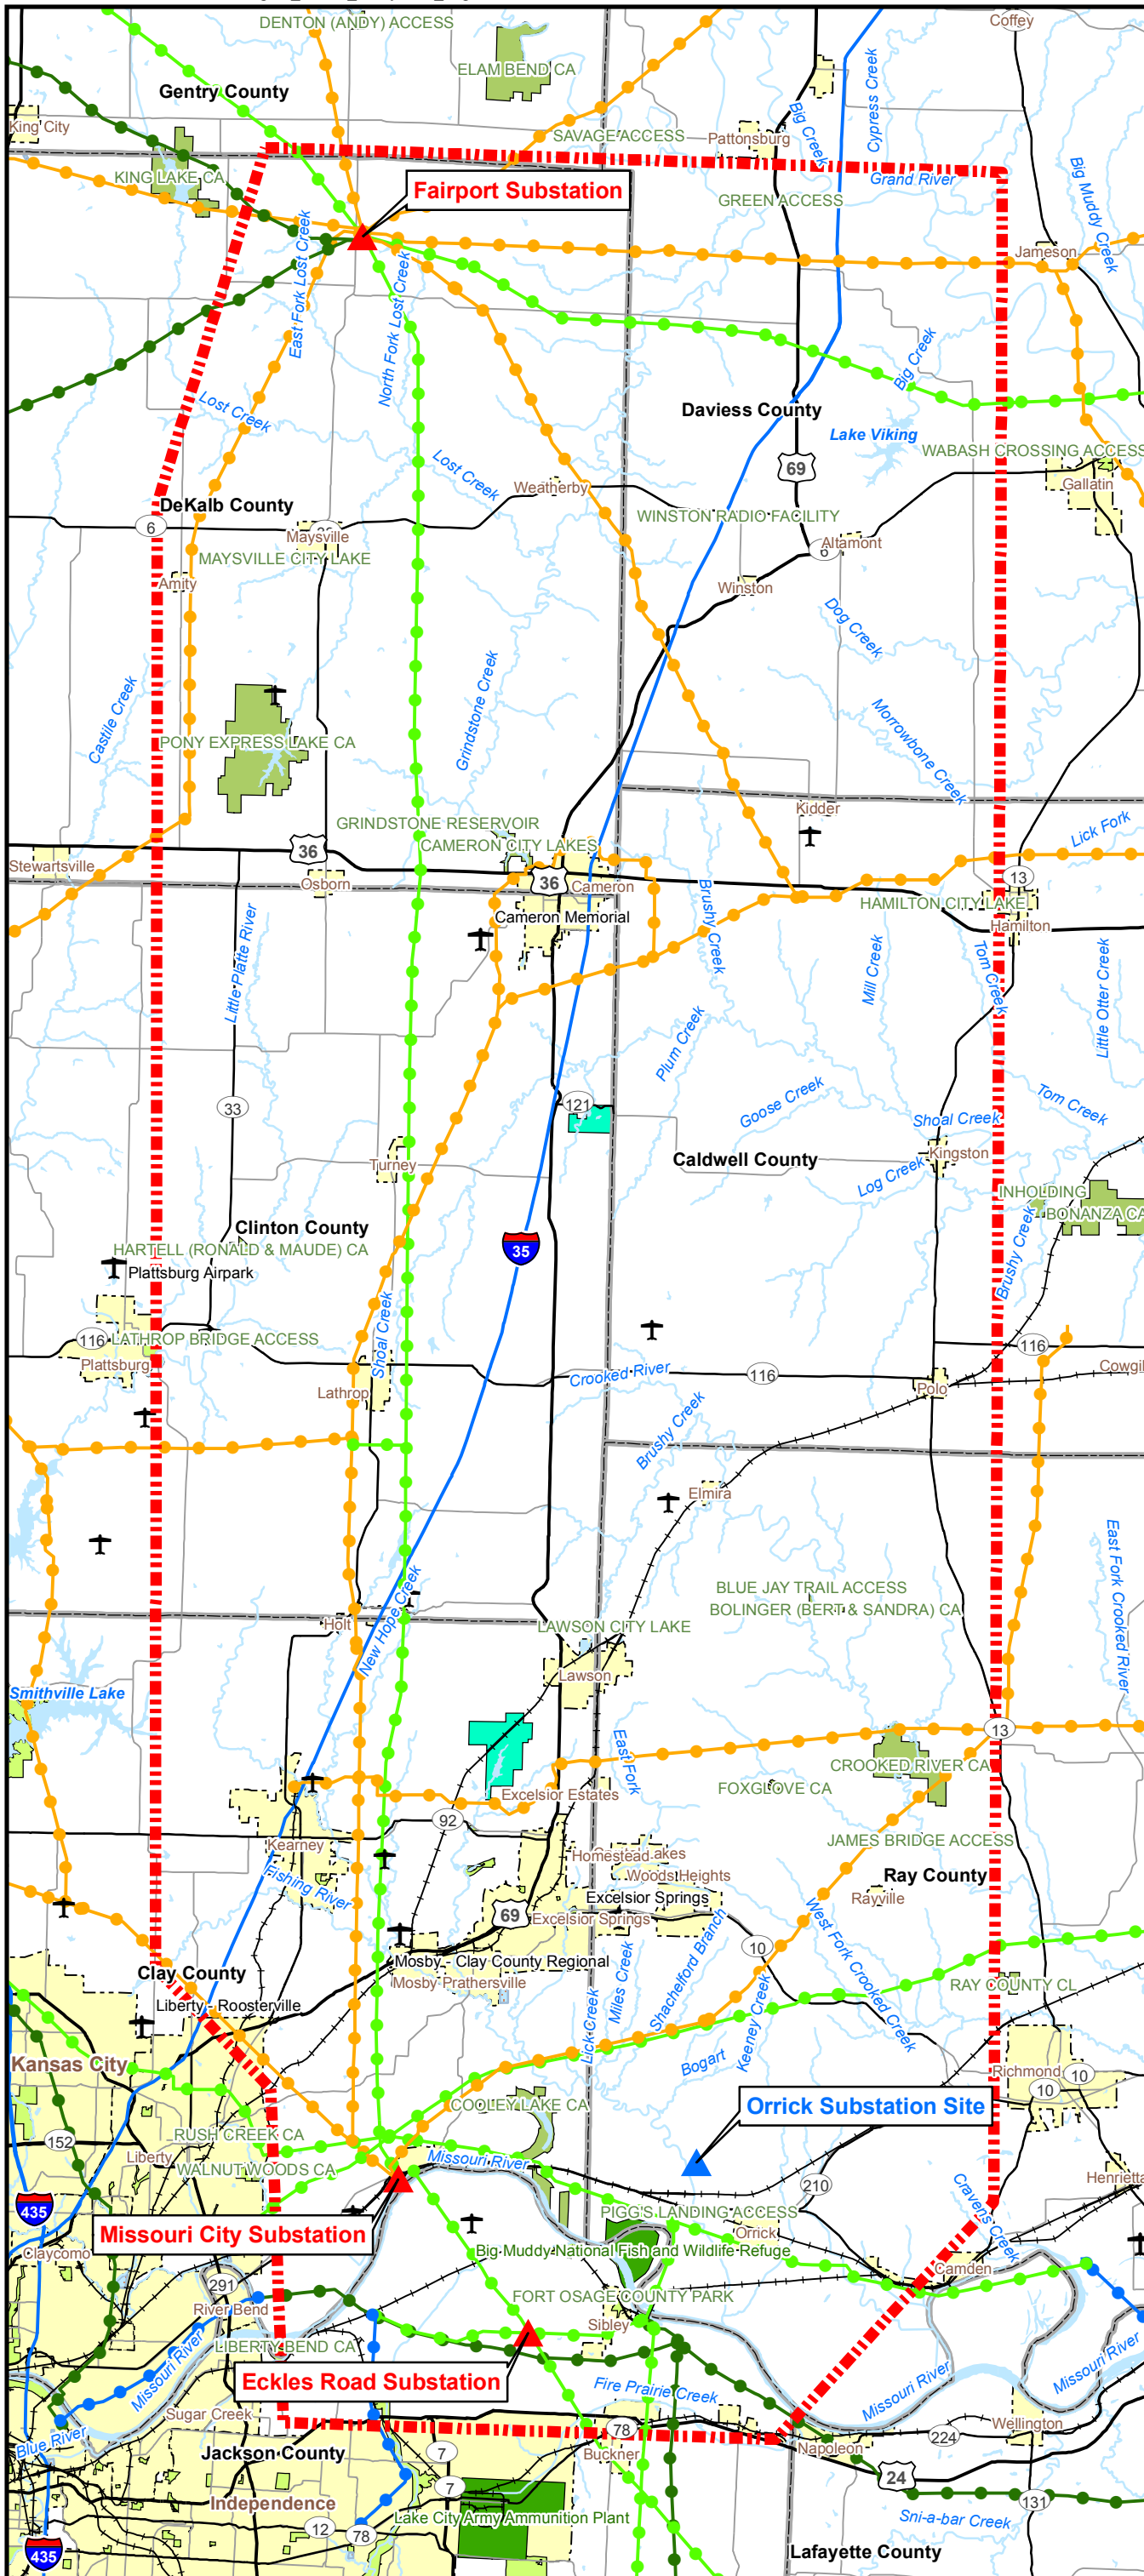 DENTON (ANDY) ACCESS
Coffey
ELAM BEND CA
Cypress Creek
Gentry County
Big Creek
King City
SAVAGE ACCESS
Pattonsburg
KING LAKE CA
Grand River
Big Muddy Creek
Fairport Substation
GREEN ACCESS
East Fork Lost Creek
North Fork Lost Creek
Jameson
Big Creek
Lost Creek
Daviess County
Lake Viking
WABASH CROSSING ACCESS
Lost Creek
69
Weatherby
Gallatin
DeKalb County
WINSTON RADIO FACILITY
6
Maysville
Altamont
6
MAYSVILLE CITY LAKE
Amity
Winston
Dog Creek
Castile Creek
Grindstone Creek
Morrowbone Creek
PONY EXPRESS LAKE CA
Kidder
GRINDSTONE RESERVOIR
Lick Fork
CAMERON CITY LAKES
36
Stewartsville
Osborn
36
Cameron
13
HAMILTON CITY LAKE
Cameron Memorial
Brushy Creek
Hamilton
Little Platte River
Mill Creek
Tom Creek
Little Otter Creek
Plum Creek
33
121
Goose Creek
Tom Creek
Shoal Creek
Turney
Caldwell County
Kingston
Log Creek
INHOLDING
BONANZA CA
Clinton County
35
Brushy Creek
HARTELL (RONALD & MAUDE) CA
Plattsburg Airpark
116
LATHROP BRIDGE ACCESS
Shoal Creek
116
Plattsburg
Crooked River
116
Cowgil
Lathrop
Polo
Brushy Creek
Elmira
East Fork Crooked River
New Hope Creek
BLUE JAY TRAIL ACCESS
BOLINGER (BERT & SANDRA) CA
Holt
LAWSON CITY LAKE
Lawson
Smithville Lake
13
East Fork
CROOKED RIVER CA
Excelsior Estates
FOXGLOVE CA
92
Kearney
JAMES BRIDGE ACCESS
Homestead
akes
Woods Heights
Ray County
Fishing River
Excelsior Springs
Rayville
69
Excelsior Springs
West Fork Crooked Creek
10
Mosby - Clay County Regional
Miles Creek
Shackelford Branch
Clay County
Mosby
Prathersville
RAY COUNTY CL
Liberty - Roosterville
Lick Creek
Keeney Creek
Kansas City
Bogart
Richmond
10
10
COOLEY LAKE CA
Orrick Substation Site
RUSH CREEK CA
152
Liberty
Missouri River
WALNUT WOODS CA
Henrietta
210
435
Cravens Creek
PIGG'S LANDING ACCESS
Missouri City Substation
Orrick
Claycomo
Big Muddy National Fish and Wildlife Refuge
Camden
291
FORT OSAGE COUNTY PARK
River Bend
Sibley
LIBERTY BEND CA
Missouri River
Missouri River
Eckles Road Substation
Fire Prairie Creek
Missouri River
Sugar Creek
Wellington
78
Blue River
224
Jackson County
Buckner
Napoleon
7
24
7
Independence
131
Lake City Army Ammunition Plant
Sni-a-bar Creek
12
78
435
Lafayette County